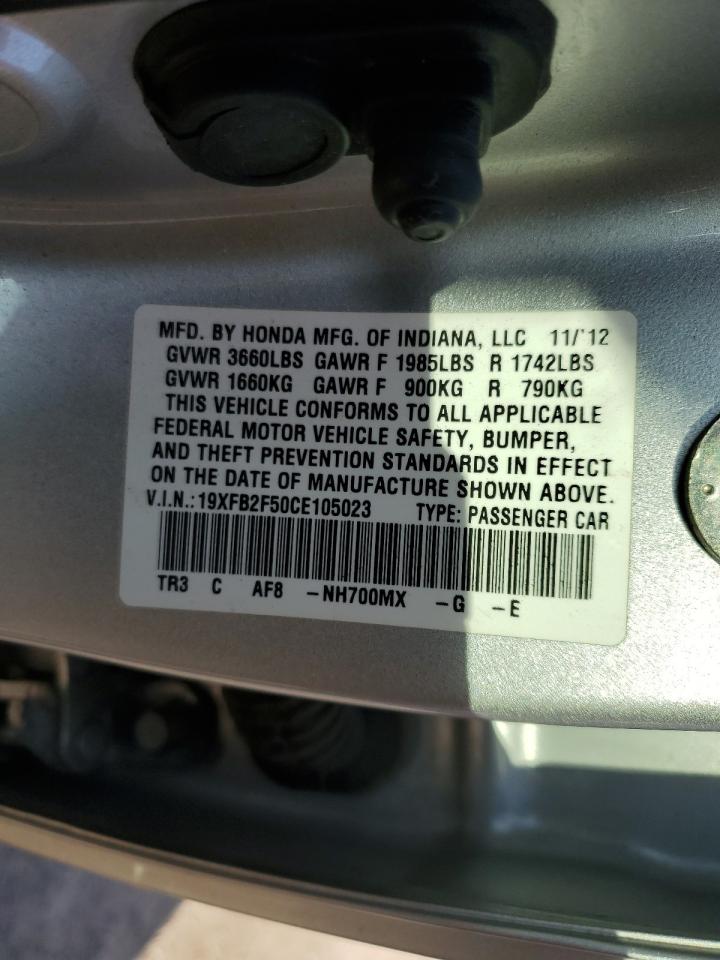 MFD. BY HONDA MFG. OF INDIANA, LLC 11/'12
GVWR 3660LBS GAWR F 1985LBS R 1742LBS
GVWR 1660KG GAWR F 900KG R 790KG
THIS VEHICLE CONFORMS TO ALL APPLICABLE
FEDERAL MOTOR VEHICLE SAFETY, BUMPER,
AND THEFT PREVENTION STANDARDS IN EFFECT
ON THE DATE OF MANUFACTURE SHOWN ABOVE.
V.I.N.:19XFB2F50CE105023 TYPE: PASSENGER CAR
TR3 C AF8 -NH700MX -G -E